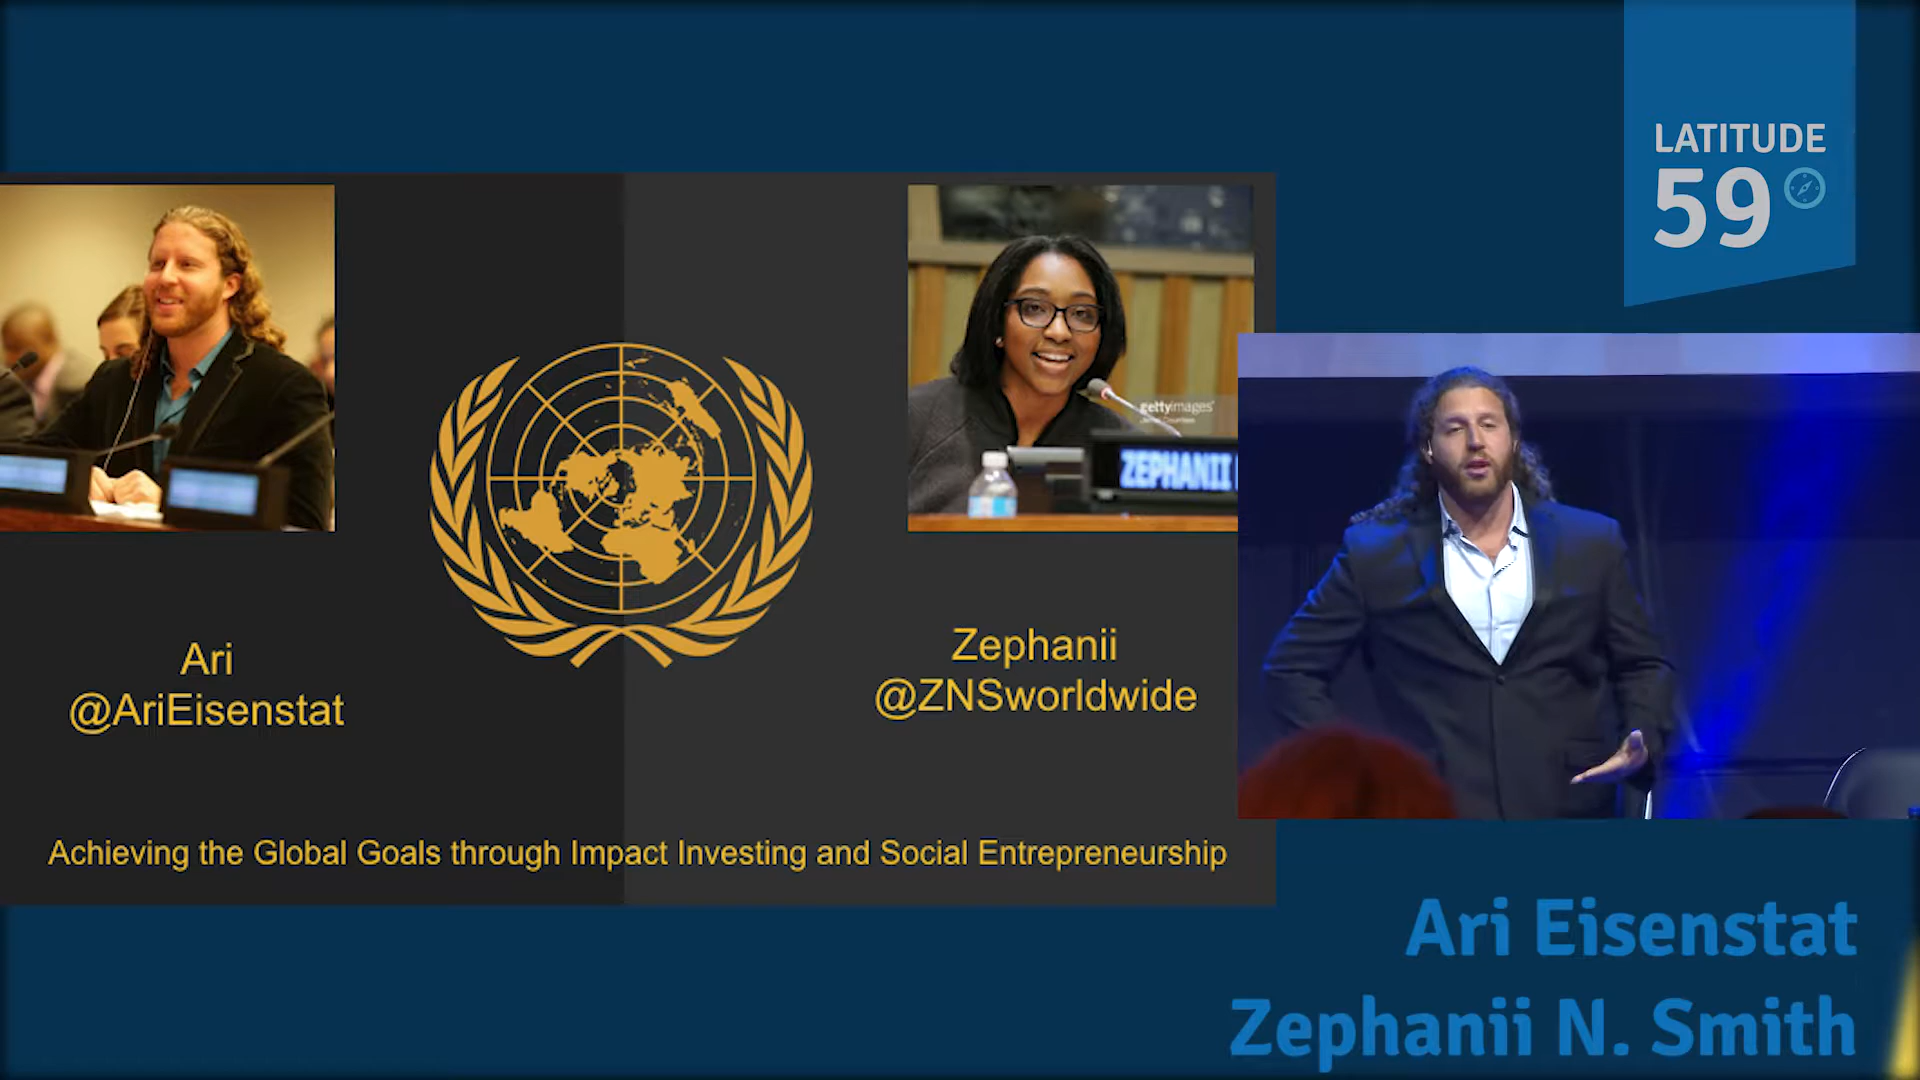 LATITUDE
59
gettyimages
ZEPHANII
Ari
@AriEisenstat
Zephanii
@ZNSworldwide
Achieving the Global Goals through Impact Investing and Social Entrepreneurship
Ari Eisenstat
Zephanii N. Smith